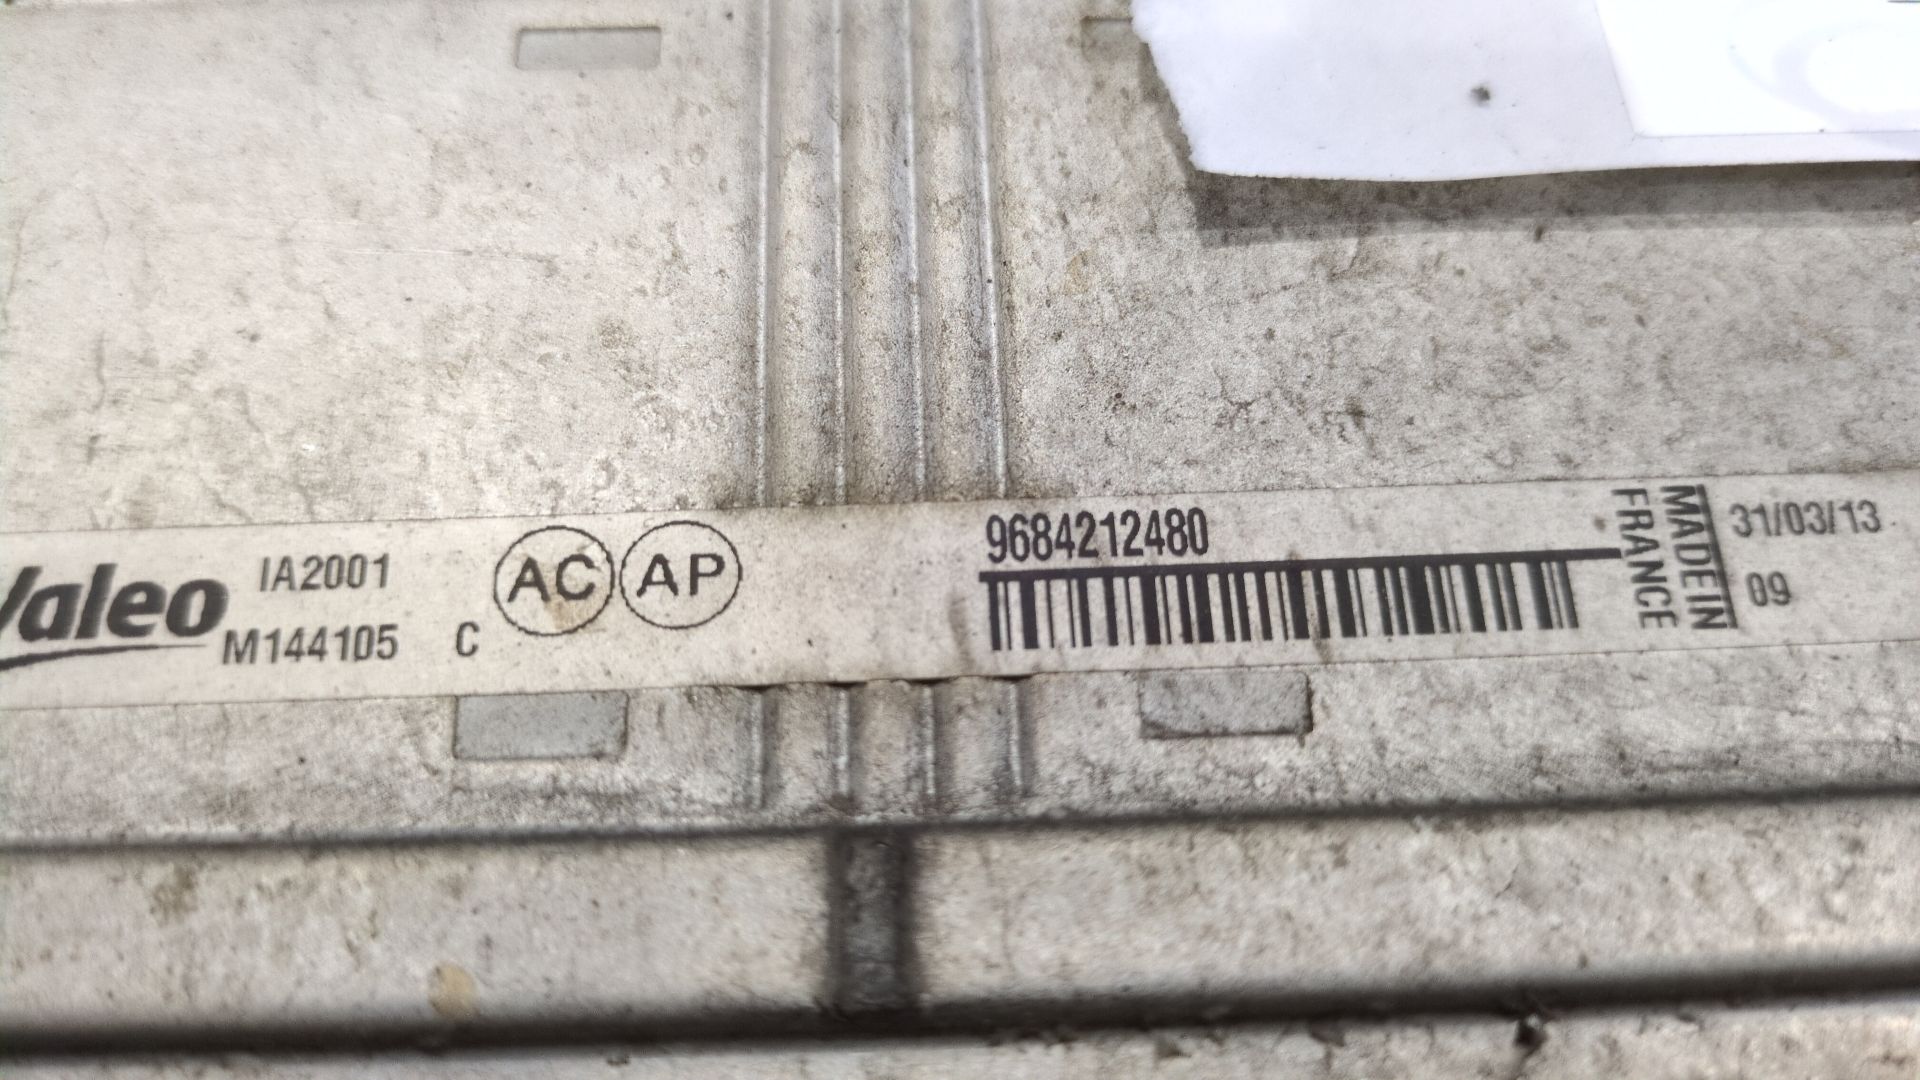 Valeo
IA2001
M144105 C
AC AP
9684212480
MADE IN
FRANCE
31/03/13
09